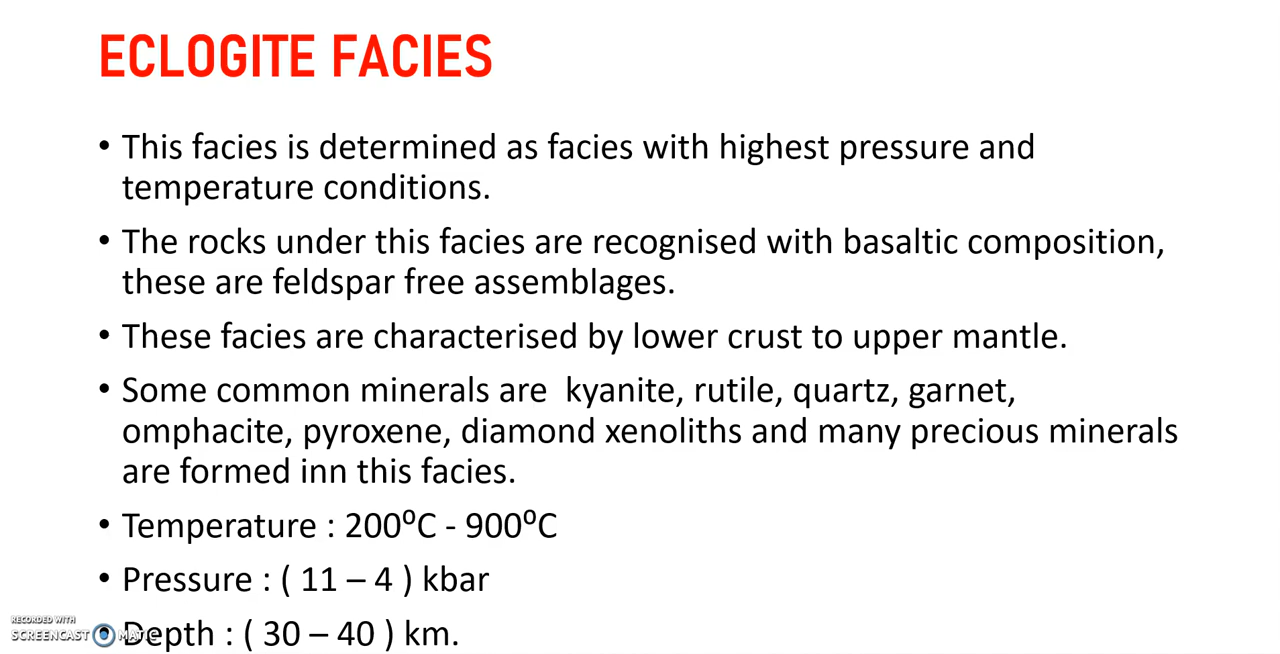 ECLOGITE FACIES
• This facies is determined as facies with highest pressure and
temperature conditions.
• The rocks under this facies are recognised with basaltic composition,
these are feldspar free assemblages.
• These facies are characterised by lower crust to upper mantle.
• Some common minerals are  kyanite, rutile, quartz, garnet,
omphacite, pyroxene, diamond xenoliths and many precious minerals
are formed inn this facies.
• Temperature : 200⁰C - 900⁰C
• Pressure : ( 11 – 4 ) kbar
• Depth : ( 30 – 40 ) km.
RECORDED WITH
SCREENCAST MATIC